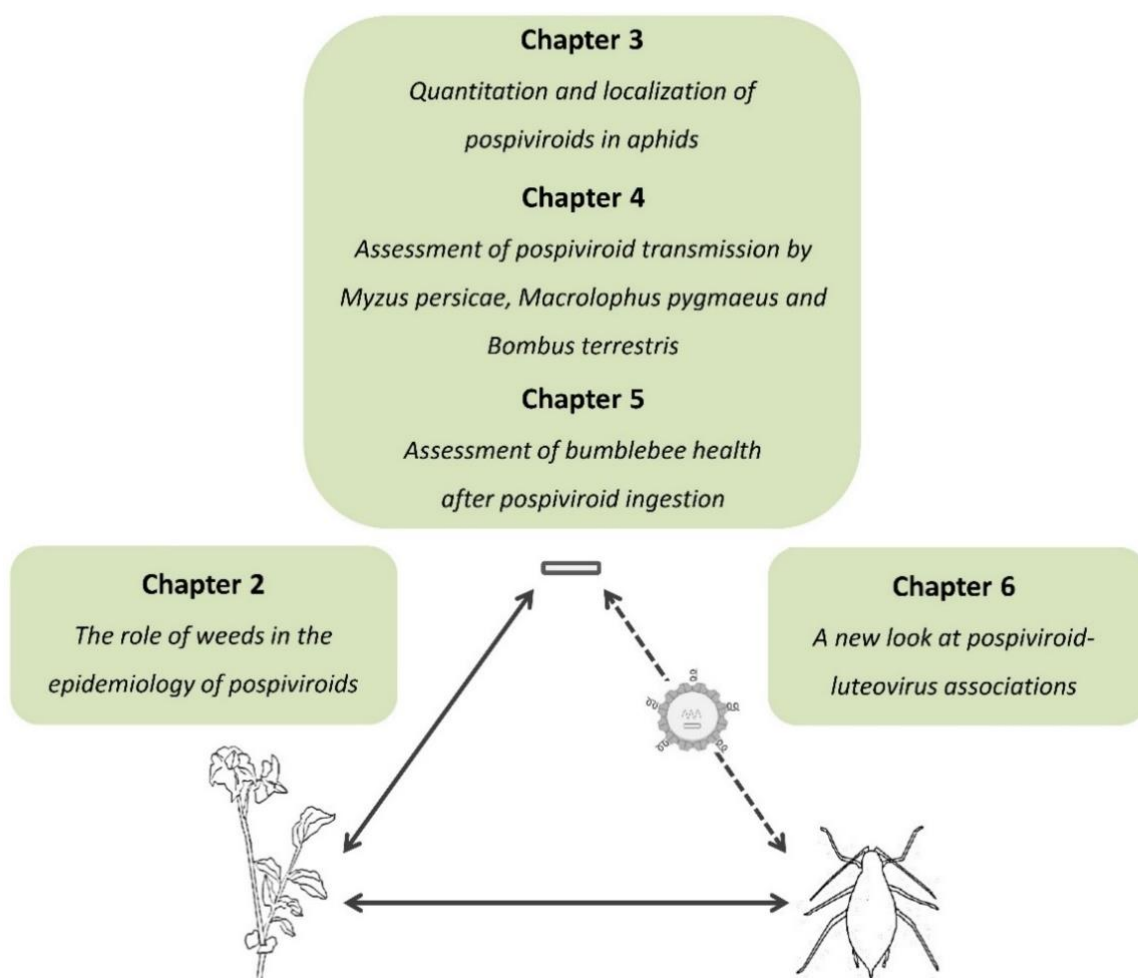 Chapter 3
Quantitation and localization of
pospiviroids in aphids
Chapter 4
Assessment of pospiviroid transmission by
Myzus persicae, Macrolophus pygmaeus and
Bombus terrestris
Chapter 5
Assessment of bumblebee health
after pospiviroid ingestion
Chapter 2
The role of weeds in the
epidemiology of pospiviroids
Chapter 6
A new look at pospiviroid-
luteovirus associations